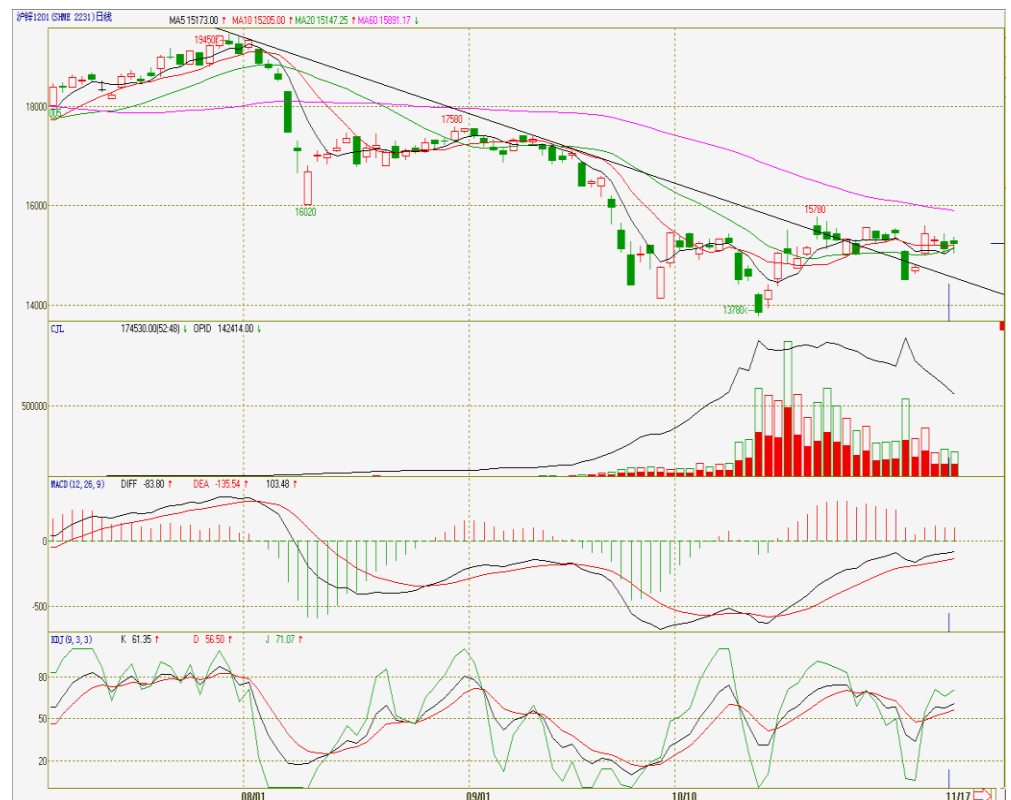 沪锌1201(SHME 2231)日线 MA5 15173.00 ↑ MA10 15205.00 ↑ MA20 15147.25 ↑ MA60 15891.17 ↓
19450
18000
17580
16000
16020
15780
14000
13780
CJL 174530.00(52:48) ↓ OPID 142414.00 ↓
500000
MACD(12,26,9) DIFF -83.80 ↑ DEA -135.54 ↑ 103.48 ↑
0
-500
KDJ(9,3,3) K 61.35 ↑ D 56.50 ↑ J 71.07 ↑
80
50
20
08/01 09/01 10/10 11/17